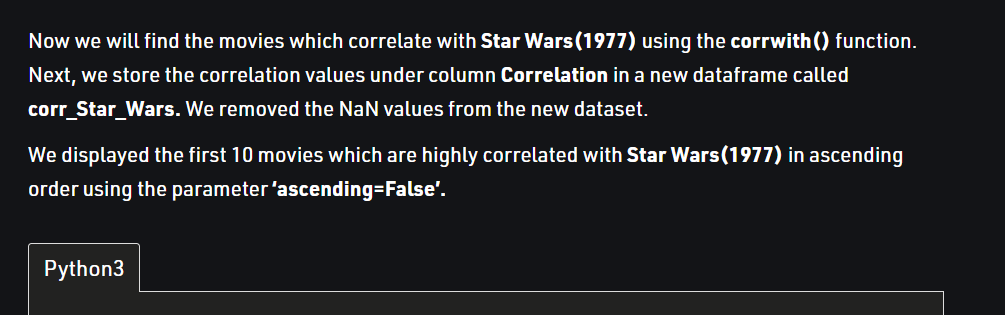 Now we will find the movies which correlate with Star Wars(1977) using the corrwith() function.
Next, we store the correlation values under column Correlation in a new dataframe called
corr_Star_Wars. We removed the NaN values from the new dataset.
We displayed the first 10 movies which are highly correlated with Star Wars(1977) in ascending
order using the parameter 'ascending=False'.
Python3